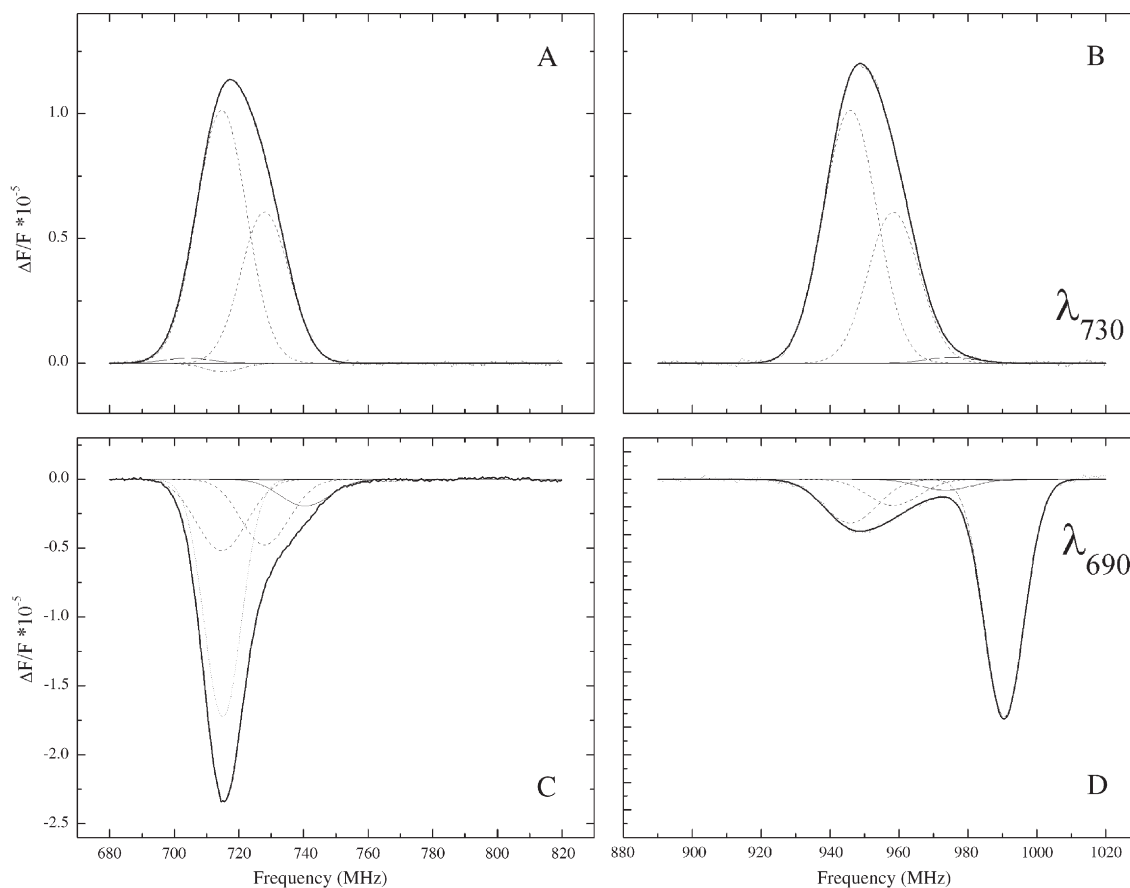 A
B
1.0
0.5
0.0
ΔF/F *10⁻⁵
λ₇₃₀
0.0
-0.5
-1.0
-1.5
-2.0
-2.5
ΔF/F *10⁻⁵
λ₆₉₀
C
D
680 700 720 740 760 780 800 820
880 900 920 940 960 980 1000 1020
Frequency (MHz)
Frequency (MHz)